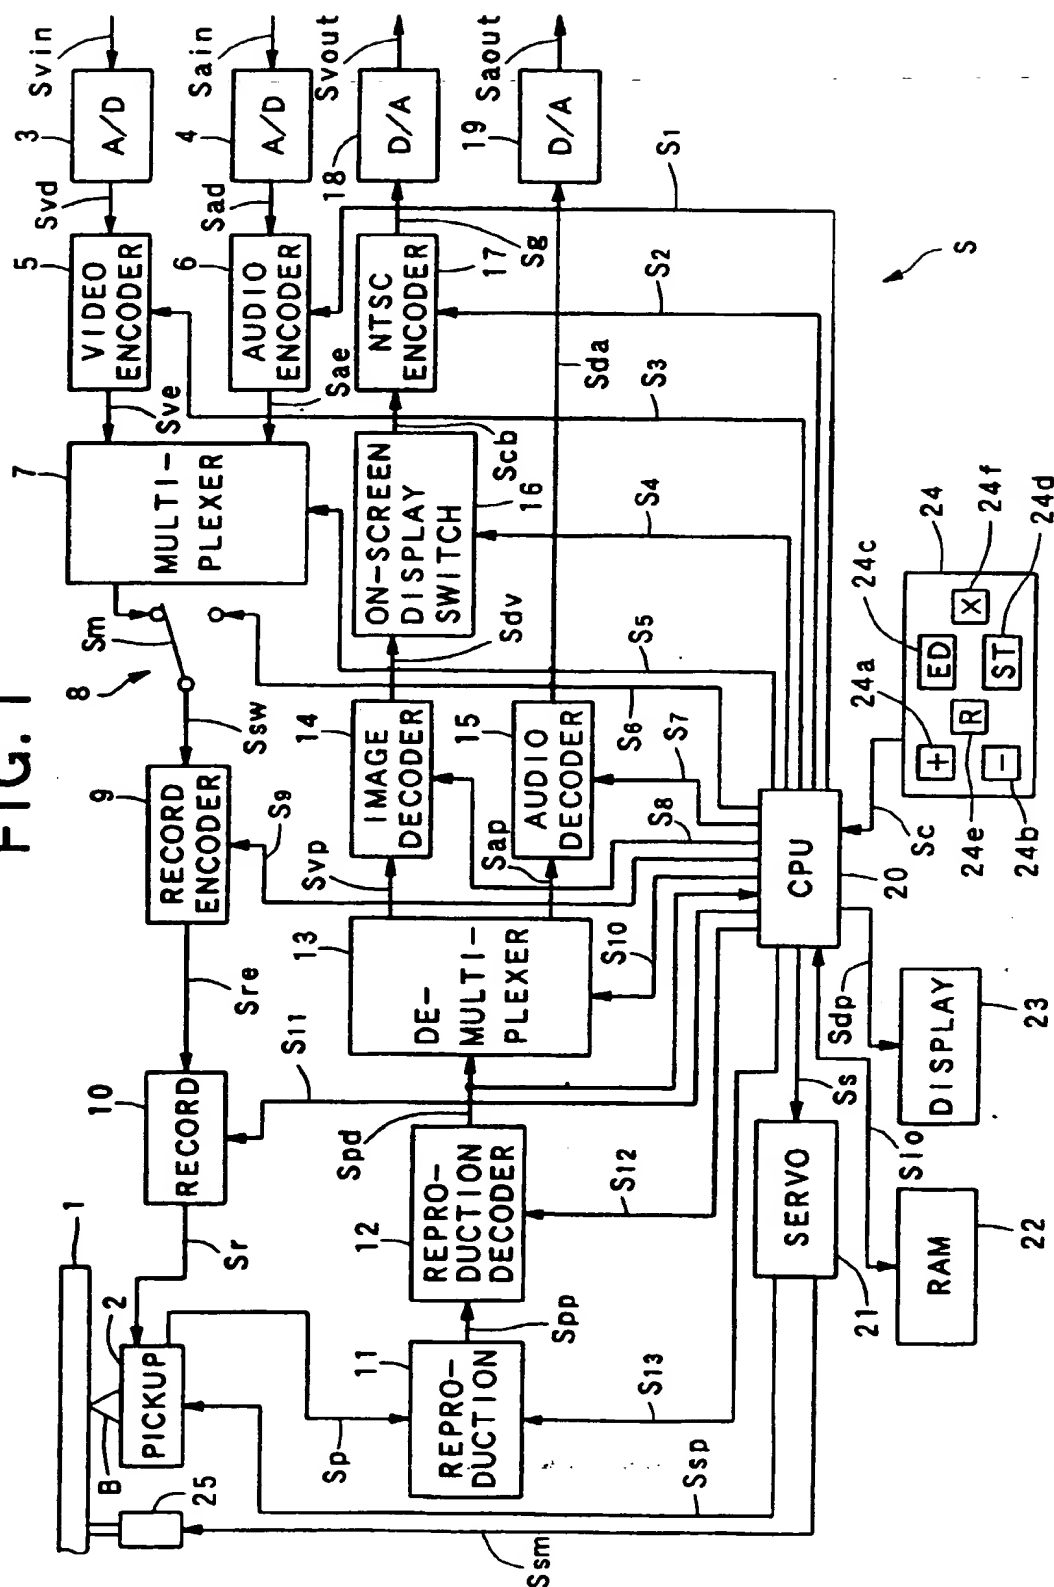 FIG. 1
Svin
Sain
Svout
Saout
3
A/D
4
A/D
18
D/A
19
D/A
Svd
Sad
Sg
S1
5
VIDEO
ENCODER
6
AUDIO
ENCODER
NTSC
ENCODER
17
S2
S
Sve
Sae
Scb
Sda
S3
7
MULTI-
PLEXER
ON-SCREEN
DISPLAY
SWITCH
16
S4
Sm
8
Sdv
S5
Ssw
14
IMAGE
DECODER
15
AUDIO
DECODER
S6
S7
S8
9
RECORD
ENCODER
S9
Svp
Sap
13
DE-
MULTI-
PLEXER
S10
CPU
20
Sc
24
24a
24c
24f
24d
24e
24b
+
-
R
ED
ST
X
Sre
S11
10
RECORD
Sr
Spd
12
REPRO-
DUCTION
DECODER
S12
Spp
11
REPRO-
DUCTION
S13
Sp
Ss
SERVO
21
Sdp
DISPLAY
23
Sio
RAM
22
1
2
PICKUP
B
25
Ssp
Ssm